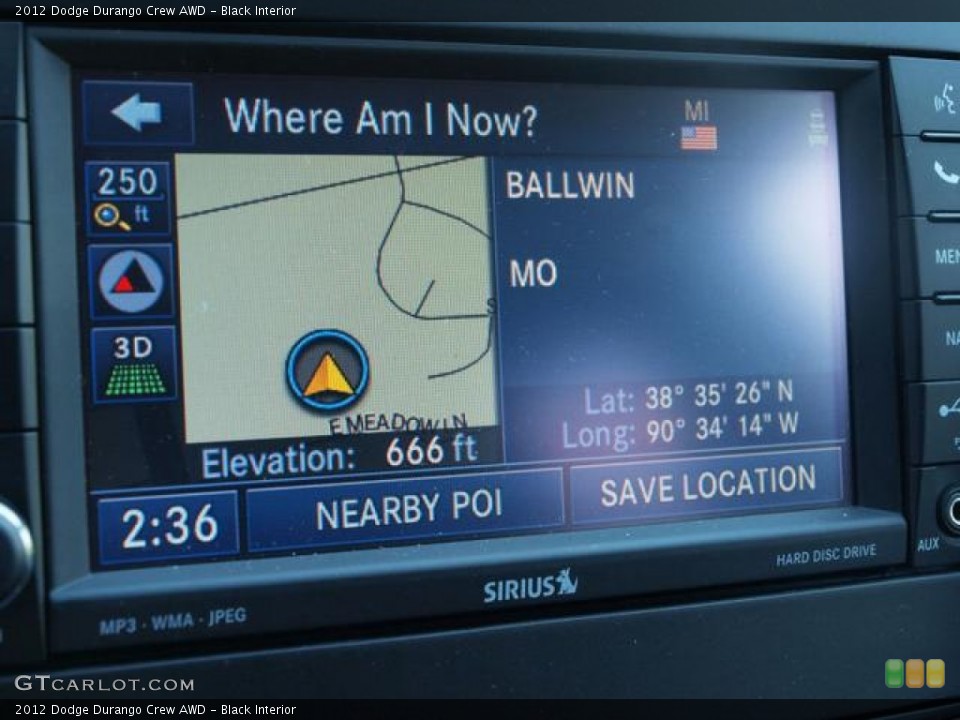 2012 Dodge Durango Crew AWD - Black Interior
Where Am I Now?
MI
250
ft
BALLWIN
MO
3D
Lat: 38° 35' 26" N
Long: 90° 34' 14" W
E MEADOW LN
Elevation: 666 ft
2:36
NEARBY POI
SAVE LOCATION
AUX
HARD DISC DRIVE
SIRIUS
MP3 · WMA · JPEG
GTCARLOT.COM
2012 Dodge Durango Crew AWD - Black Interior